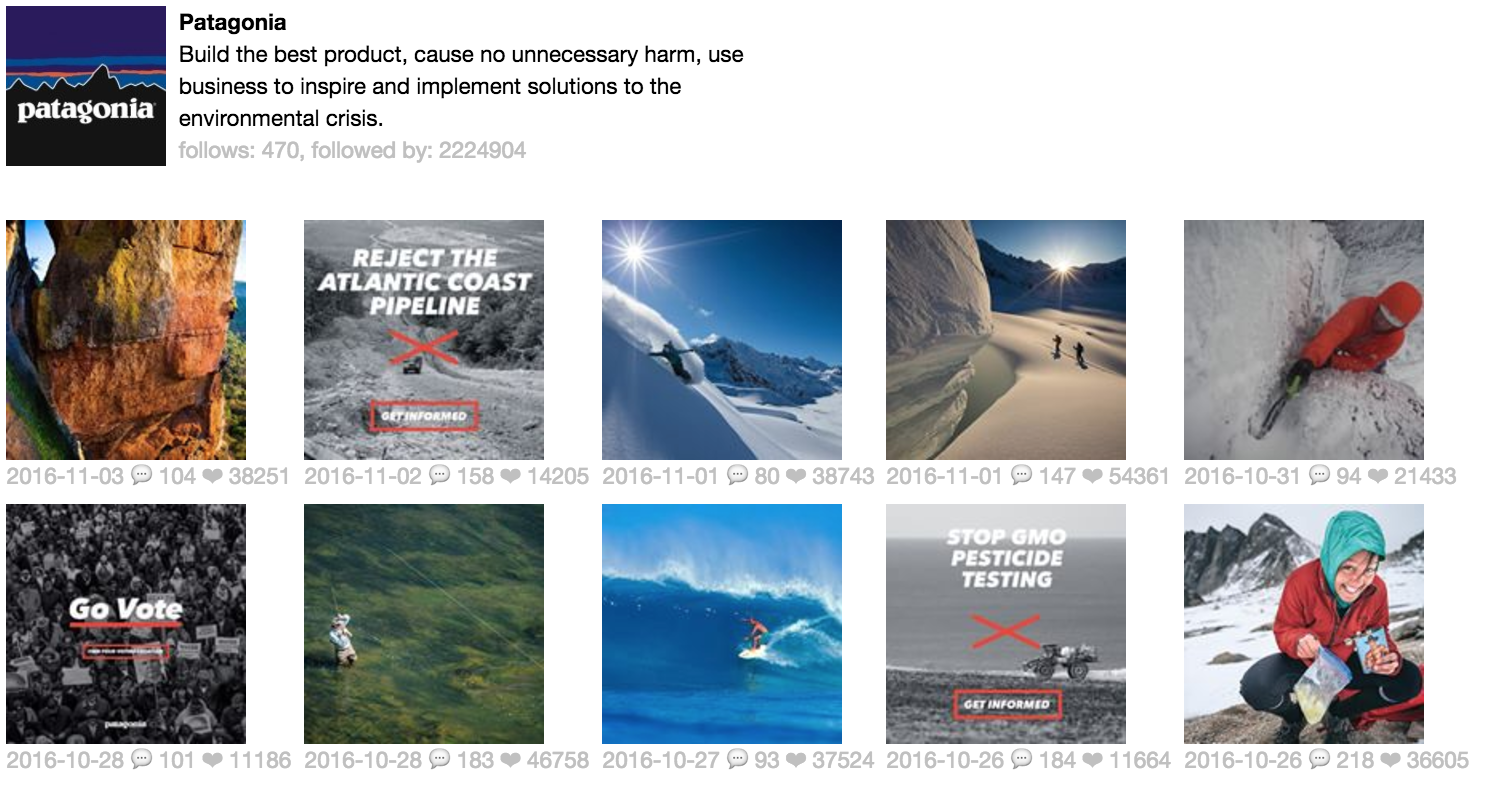 patagonia
Patagonia
Build the best product, cause no unnecessary harm, use
business to inspire and implement solutions to the
environmental crisis.
follows: 470, followed by: 2224904
REJECT THE
ATLANTIC COAST
PIPELINE
GET INFORMED
2016-11-03 💬 104 ❤ 38251
2016-11-02 💬 158 ❤ 14205
2016-11-01 💬 80 ❤ 38743
2016-11-01 💬 147 ❤ 54361
2016-10-31 💬 94 ❤ 21433
Go Vote
patagonia
STOP GMO
PESTICIDE
TESTING
GET INFORMED
2016-10-28 💬 101 ❤ 11186
2016-10-28 💬 183 ❤ 46758
2016-10-27 💬 93 ❤ 37524
2016-10-26 💬 184 ❤ 11664
2016-10-26 💬 218 ❤ 36605